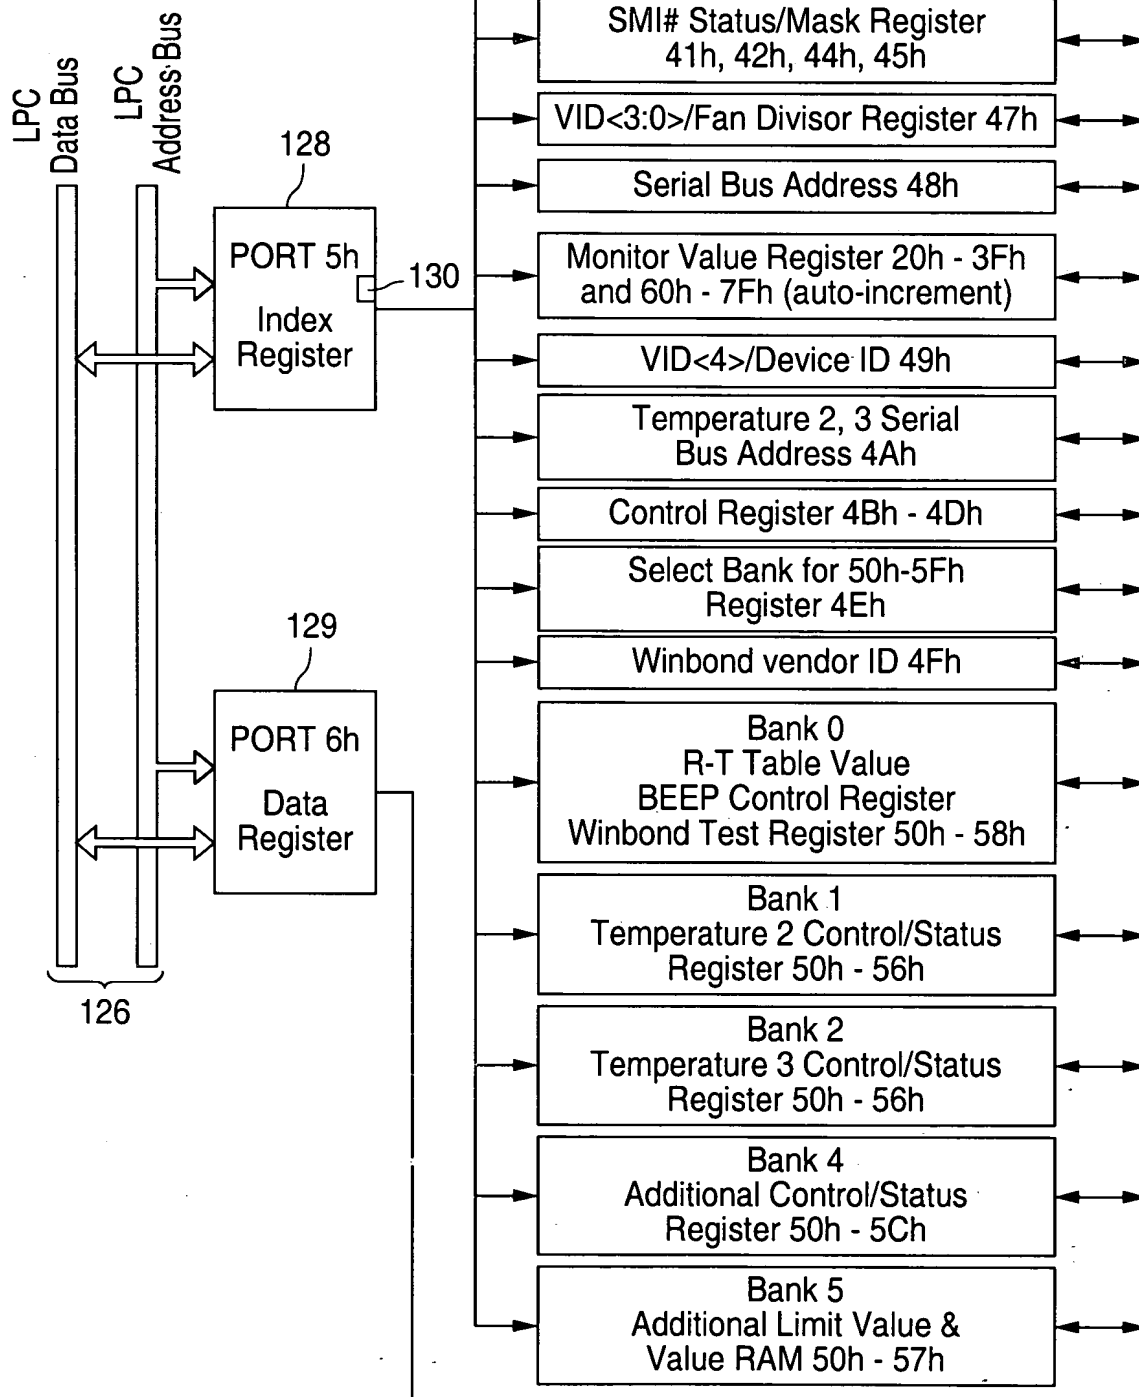 LPC
Data Bus
LPC
Address Bus
128
PORT 5h
130
Index
Register
129
PORT 6h
Data
Register
126
SMI# Status/Mask Register
41h, 42h, 44h, 45h
VID<3:0>/Fan Divisor Register 47h
Serial Bus Address 48h
Monitor Value Register 20h - 3Fh
and 60h - 7Fh (auto-increment)
VID<4>/Device ID 49h
Temperature 2, 3 Serial
Bus Address 4Ah
Control Register 4Bh - 4Dh
Select Bank for 50h-5Fh
Register 4Eh
Winbond vendor ID 4Fh
Bank 0
R-T Table Value
BEEP Control Register
Winbond Test Register 50h - 58h
Bank 1
Temperature 2 Control/Status
Register 50h - 56h
Bank 2
Temperature 3 Control/Status
Register 50h - 56h
Bank 4
Additional Control/Status
Register 50h - 5Ch
Bank 5
Additional Limit Value &
Value RAM 50h - 57h